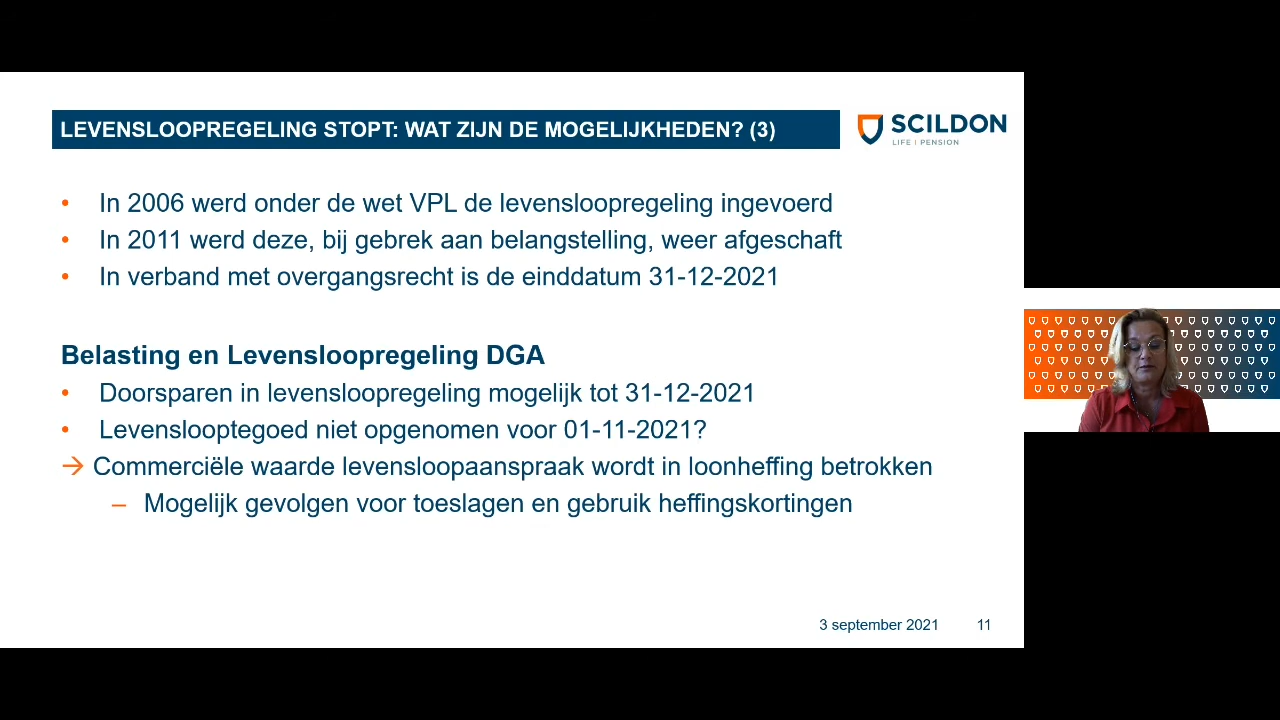 LEVENSLOOPREGELING STOPT: WAT ZIJN DE MOGELIJKHEDEN? (3)
SCILDON
LIFE | PENSION
• In 2006 werd onder de wet VPL de levensloopregeling ingevoerd
• In 2011 werd deze, bij gebrek aan belangstelling, weer afgeschaft
• In verband met overgangsrecht is de einddatum 31-12-2021
Belasting en Levensloopregeling DGA
• Doorsparen in levensloopregeling mogelijk tot 31-12-2021
• Levenslooptegoed niet opgenomen voor 01-11-2021?
→ Commerciële waarde levensloopaanspraak wordt in loonheffing betrokken
– Mogelijk gevolgen voor toeslagen en gebruik heffingskortingen
3 september 2021 11